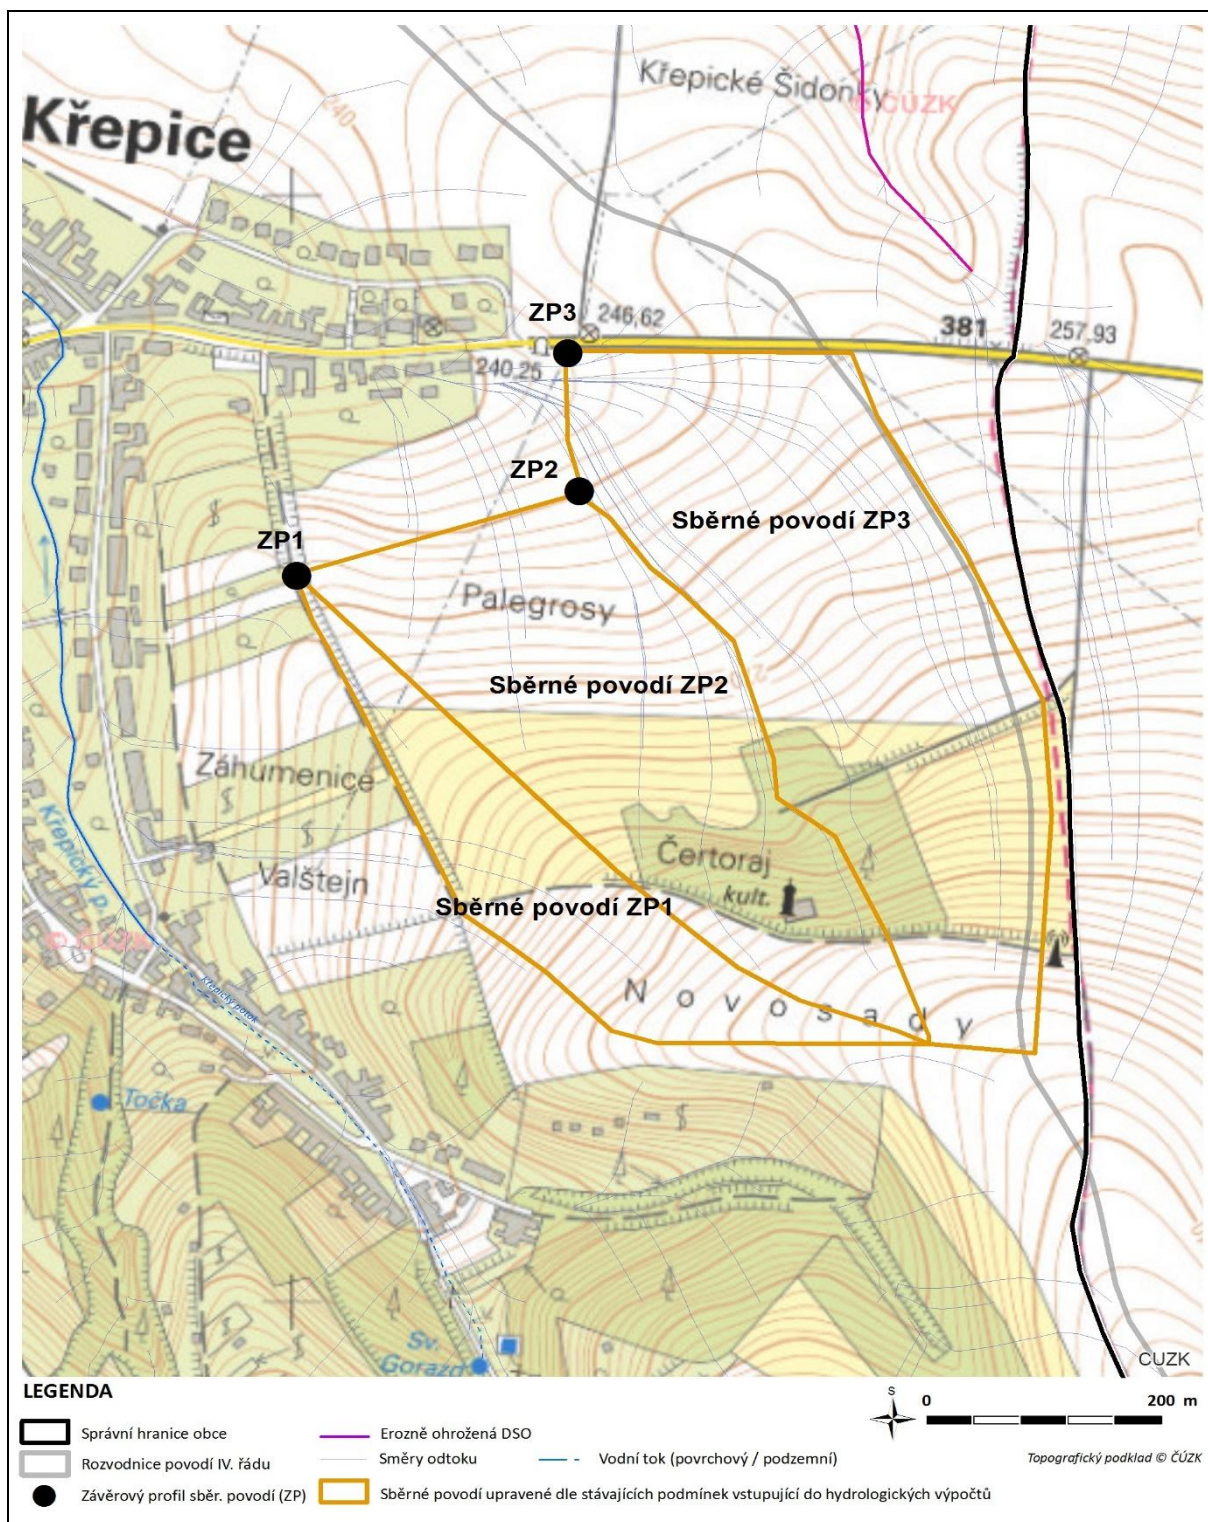 Křepické Šidonky
© ČÚZK
Křepice
240
ZP3
246,62
381
257,93
240.25
ZP2
Sběrné povodí ZP3
ZP1
Palegrosy
Sběrné povodí ZP2
Záhumenice
Čertoraj
Valštejn
kult.
Sběrné povodí ZP1
Křepický p.
© ČÚZK
Křepický potok
Novosady
Točka
Sv.
Gorazd
CUZK
LEGENDA
S
0 200 m
Správní hranice obce
Erozně ohrožená DSO
Rozvodnice povodí IV. řádu
Směry odtoku
Vodní tok (povrchový / podzemní)
Topografický podklad © ČÚZK
Závěrový profil sběr. povodí (ZP)
Sběrné povodí upravené dle stávajících podmínek vstupující do hydrologických výpočtů